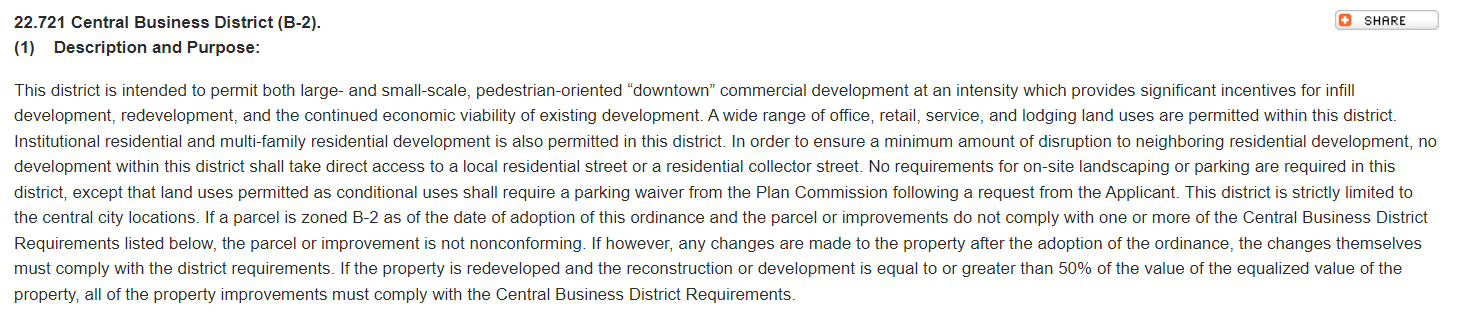 22.721 Central Business District (B-2).
SHARE
(1) Description and Purpose:
This district is intended to permit both large- and small-scale, pedestrian-oriented “downtown” commercial development at an intensity which provides significant incentives for infill
development, redevelopment, and the continued economic viability of existing development. A wide range of office, retail, service, and lodging land uses are permitted within this district.
Institutional residential and multi-family residential development is also permitted in this district. In order to ensure a minimum amount of disruption to neighboring residential development, no
development within this district shall take direct access to a local residential street or a residential collector street. No requirements for on-site landscaping or parking are required in this
district, except that land uses permitted as conditional uses shall require a parking waiver from the Plan Commission following a request from the Applicant. This district is strictly limited to
the central city locations. If a parcel is zoned B-2 as of the date of adoption of this ordinance and the parcel or improvements do not comply with one or more of the Central Business District
Requirements listed below, the parcel or improvement is not nonconforming. If however, any changes are made to the property after the adoption of the ordinance, the changes themselves
must comply with the district requirements. If the property is redeveloped and the reconstruction or development is equal to or greater than 50% of the value of the equalized value of the
property, all of the property improvements must comply with the Central Business District Requirements.